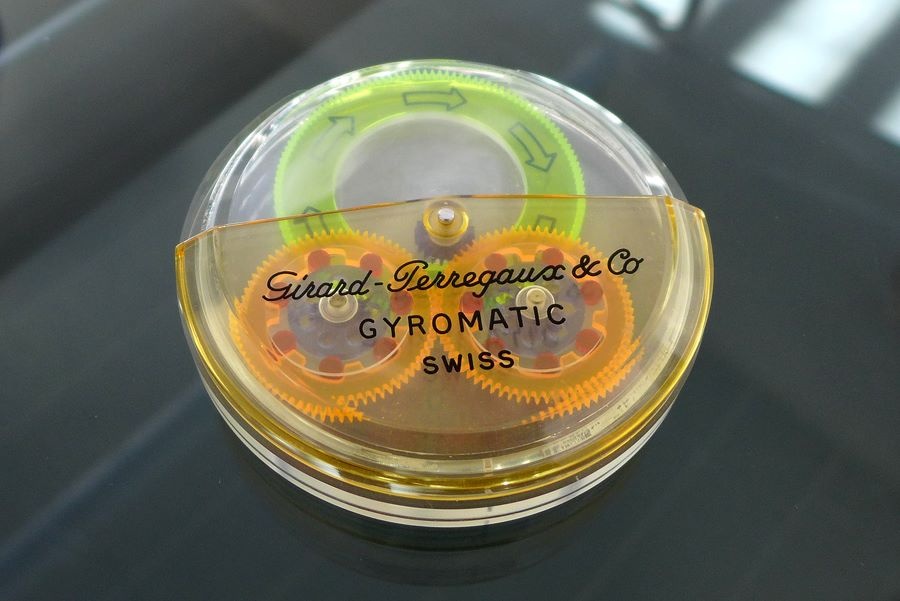 Girard-Perregaux & Co
GYROMATIC
SWISS